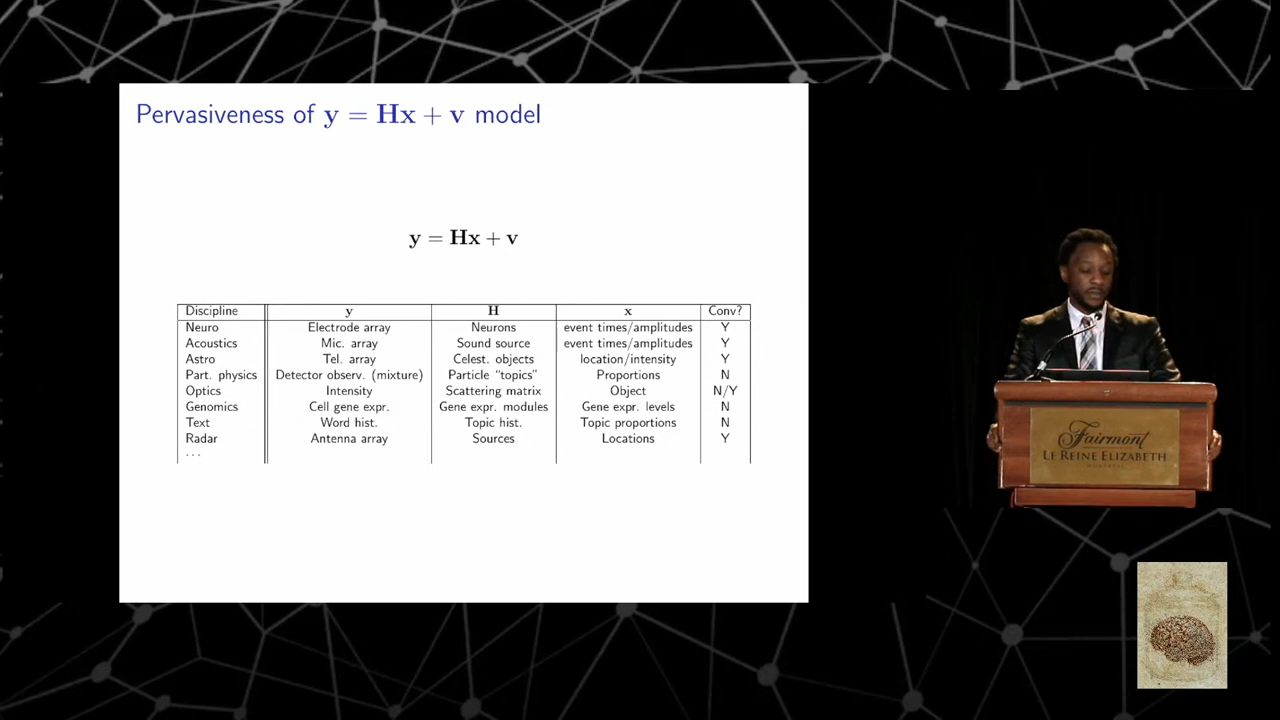 Pervasiveness of y = Hx + v model
y = Hx + v
Discipline y H x Conv?
Neuro Electrode array Neurons event times/amplitudes Y
Acoustics Mic. array Sound source event times/amplitudes Y
Astro Tel. array Celest. objects location/intensity Y
Part. physics Detector observ. (mixture) Particle “topics” Proportions N
Optics Intensity Scattering matrix Object N/Y
Genomics Cell gene expr. Gene expr. modules Gene expr. levels N
Text Word hist. Topic hist. Topic proportions N
Radar Antenna array Sources Locations Y
...
Fairmont
LE REINE ELIZABETH